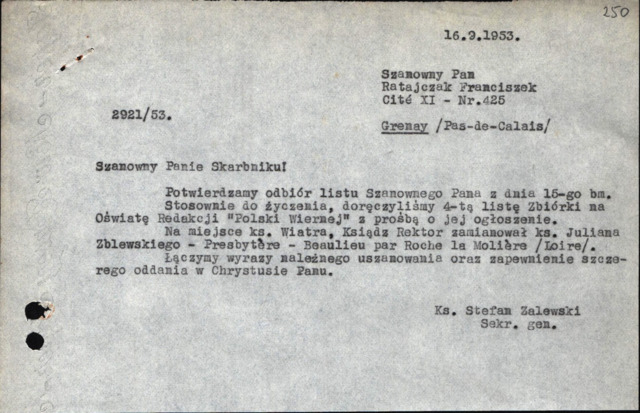 250
16.9.1953.
Szanowny Pan
Ratajczak Franciszek
Cité XI - Nr.425
2921/53.
Grenay /Pas-de-Calais/
Szanowny Panie Skarbniku!
Potwierdzamy odbiór listu Szanownego Pana z dnia 15-go bm.
Stosownie do życzenia, doręczyliśmy 4-tą listę Zbiórki na
Oświatę Redakcji "Polski Wiernej" z prośbą o jej ogłoszenie.
Na miejsce ks. Wiatra, Ksiądz Rektor zamianował ks. Juliana
Zblewskiego - Presbytère - Beaulieu par Roche la Molière /Loire/.
Łączymy wyrazy należnego uszanowania oraz zapewnienie szcze-
rego oddania w Chrystusie Panu.
Ks. Stefan Zalewski
Sekr. gen.